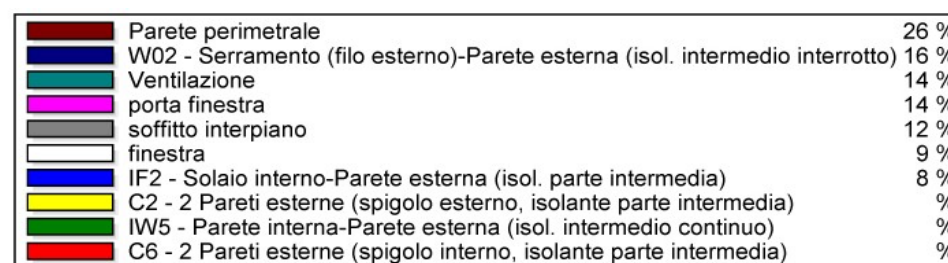 Parete perimetrale 26 %
W02 - Serramento (filo esterno)-Parete esterna (isol. intermedio interrotto) 16 %
Ventilazione 14 %
porta finestra 14 %
soffitto interpiano 12 %
finestra 9 %
IF2 - Solaio interno-Parete esterna (isol. parte intermedia) 8 %
C2 - 2 Pareti esterne (spigolo esterno, isolante parte intermedia) %
IW5 - Parete interna-Parete esterna (isol. intermedio continuo) %
C6 - 2 Pareti esterne (spigolo interno, isolante parte intermedia) %